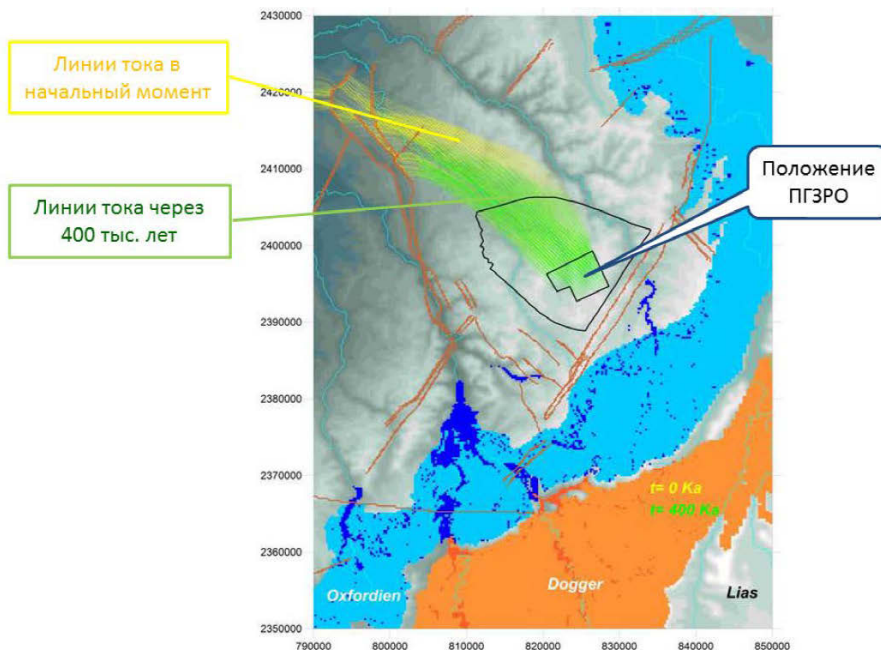 2430000
Линии тока в
начальный момент
2420000
2410000
Положение
ПГЗРО
Линии тока через
400 тыс. лет
2400000
2390000
2380000
2370000
t= 0 Ka
t= 400 Ka
2360000
Oxfordien
Dogger
Lias
2350000
790000
800000
810000
820000
830000
840000
850000